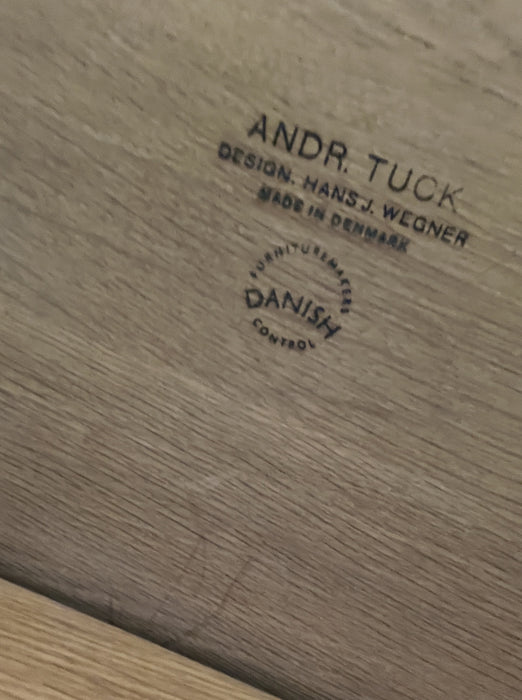 ANDR. TUCK
DESIGN. HANS J. WEGNER
MADE IN DENMARK
FURNITUREMAKERS
DANISH
CONTROL